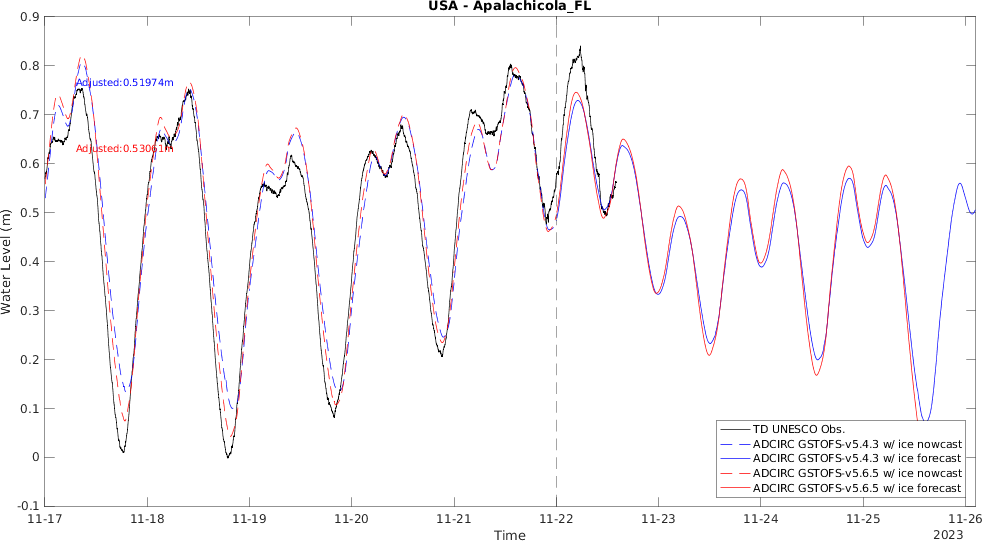 USA - Apalachicola_FL
0.9
0.8
0.7
0.6
0.5
0.4
0.3
0.2
0.1
0
-0.1
Water Level (m)
Adjusted:0.51974m
Adjusted:0.53061m
TD UNESCO Obs.
ADCIRC GSTOFS-v5.4.3 w/ ice nowcast
ADCIRC GSTOFS-v5.4.3 w/ ice forecast
ADCIRC GSTOFS-v5.6.5 w/ ice nowcast
ADCIRC GSTOFS-v5.6.5 w/ ice forecast
11-17 11-18 11-19 11-20 11-21 11-22 11-23 11-24 11-25 11-26
Time
2023